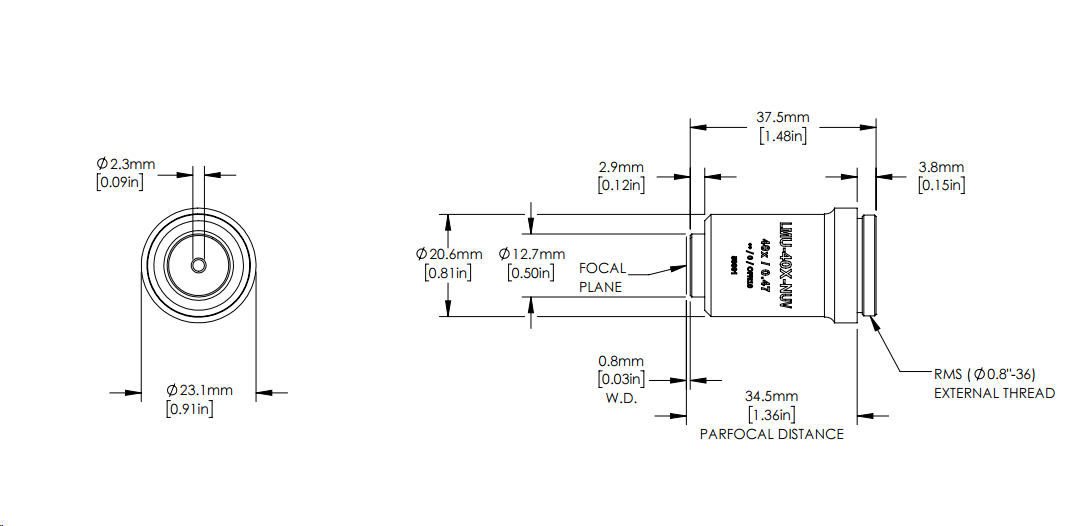 37.5mm
[1.48in]
Ø2.3mm
[0.09in]
2.9mm
[0.12in]
3.8mm
[0.15in]
Ø20.6mm
[0.81in]
Ø12.7mm
[0.50in]
FOCAL
PLANE
LMU-40X-NUV
40x / 0.47
∞ / 0 /
0.8mm
[0.03in]
W.D.
34.5mm
[1.36in]
PARFOCAL DISTANCE
RMS (Ø0.8"-36)
EXTERNAL THREAD
Ø23.1mm
[0.91in]